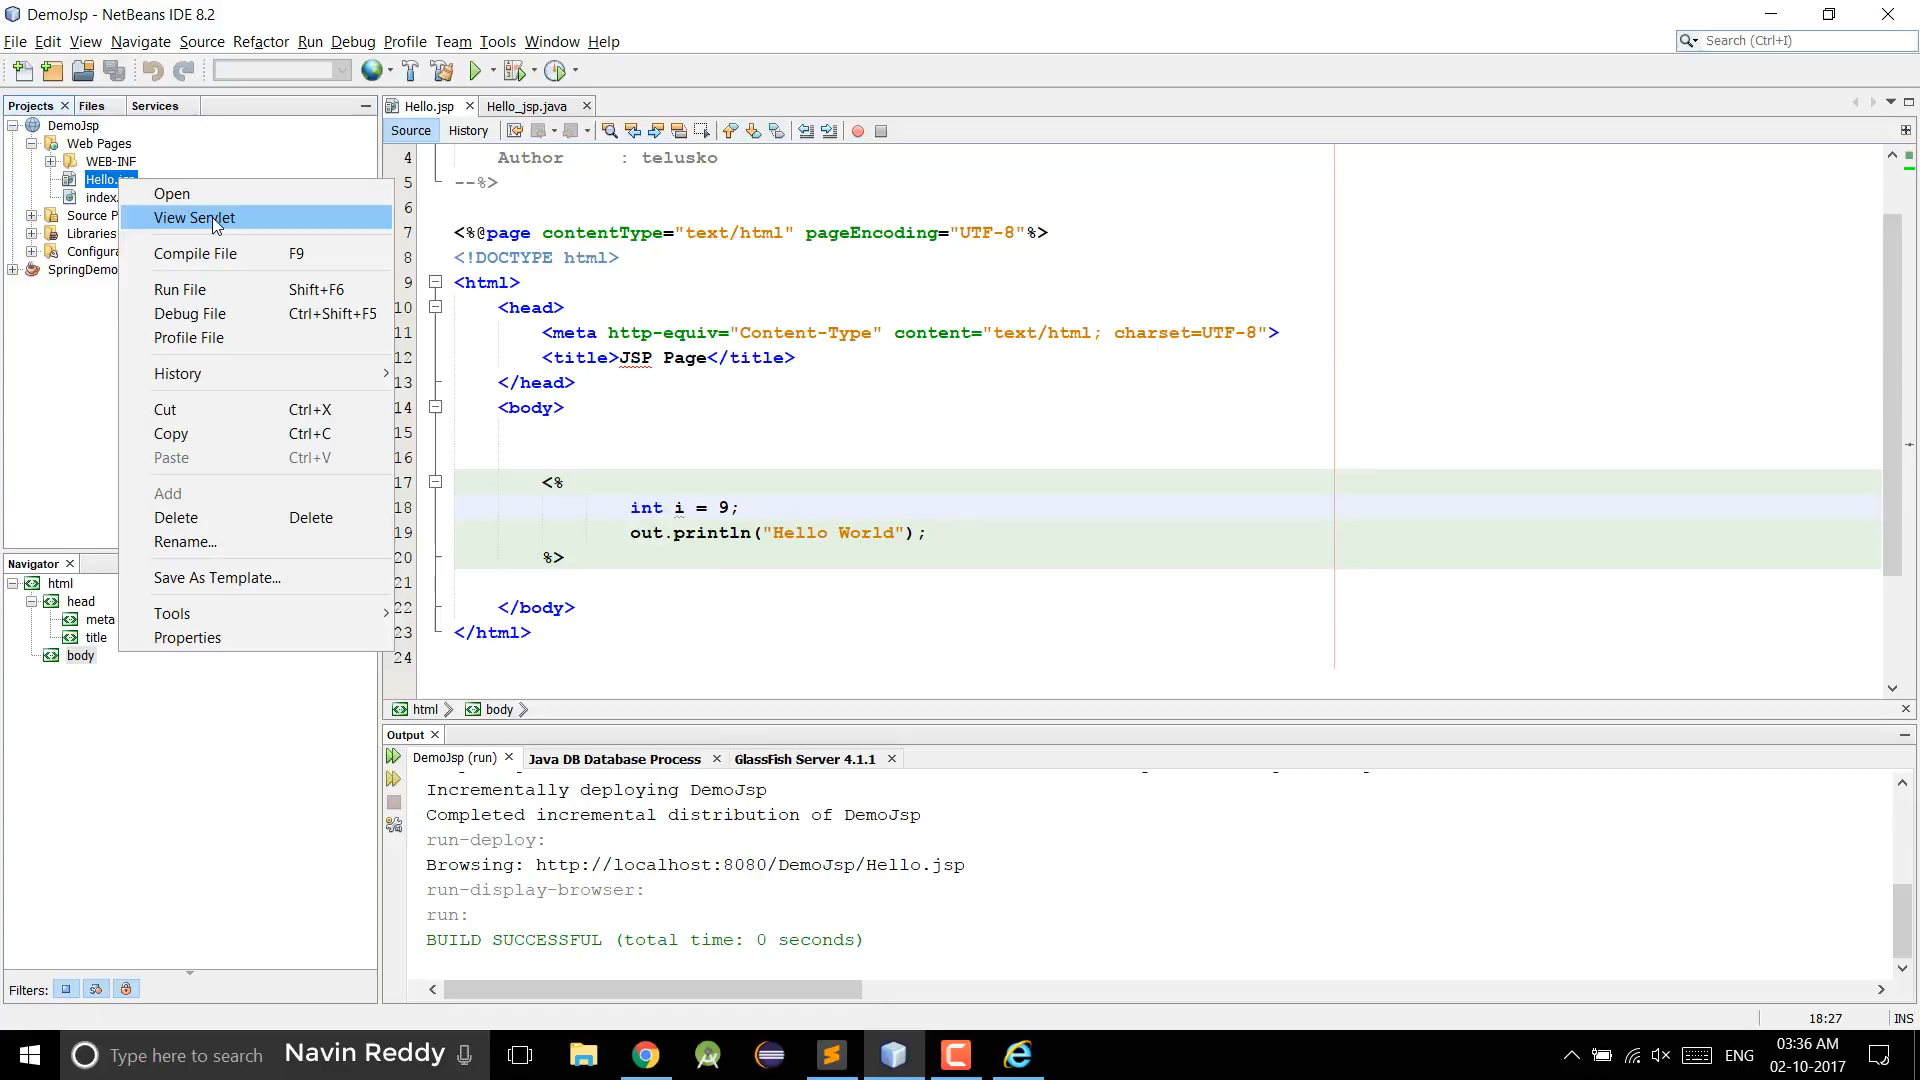 DemoJsp - NetBeans IDE 8.2
File Edit View Navigate Source Refactor Run Debug Profile Team Tools Window Help
Search (Ctrl+I)
Projects Files Services
Hello.jsp Hello_jsp.java
Source History
DemoJsp
Web Pages
WEB-INF
Hello.jsp
index.
Source P
Libraries
Configura
SpringDemo
Open
View Servlet
Compile File F9
Run File Shift+F6
Debug File Ctrl+Shift+F5
Profile File
History
Cut Ctrl+X
Copy Ctrl+C
Paste Ctrl+V
Add
Delete Delete
Rename...
Save As Template...
Tools
Properties
4 Author : telusko
5 --%>
6
7 <%@page contentType="text/html" pageEncoding="UTF-8"%>
8 <!DOCTYPE html>
9 <html>
10 <head>
11 <meta http-equiv="Content-Type" content="text/html; charset=UTF-8">
12 <title>JSP Page</title>
13 </head>
14 <body>
15
16
17 <%
18 int i = 9;
19 out.println("Hello World");
20 %>
21
22 </body>
23 </html>
24
html body
Navigator
html
head
meta
title
body
Filters:
Output
DemoJsp (run) Java DB Database Process GlassFish Server 4.1.1
Incrementally deploying DemoJsp
Completed incremental distribution of DemoJsp
run-deploy:
Browsing: http://localhost:8080/DemoJsp/Hello.jsp
run-display-browser:
run:
BUILD SUCCESSFUL (total time: 0 seconds)
18:27 INS
Type here to search Navin Reddy
ENG
03:36 AM
02-10-2017